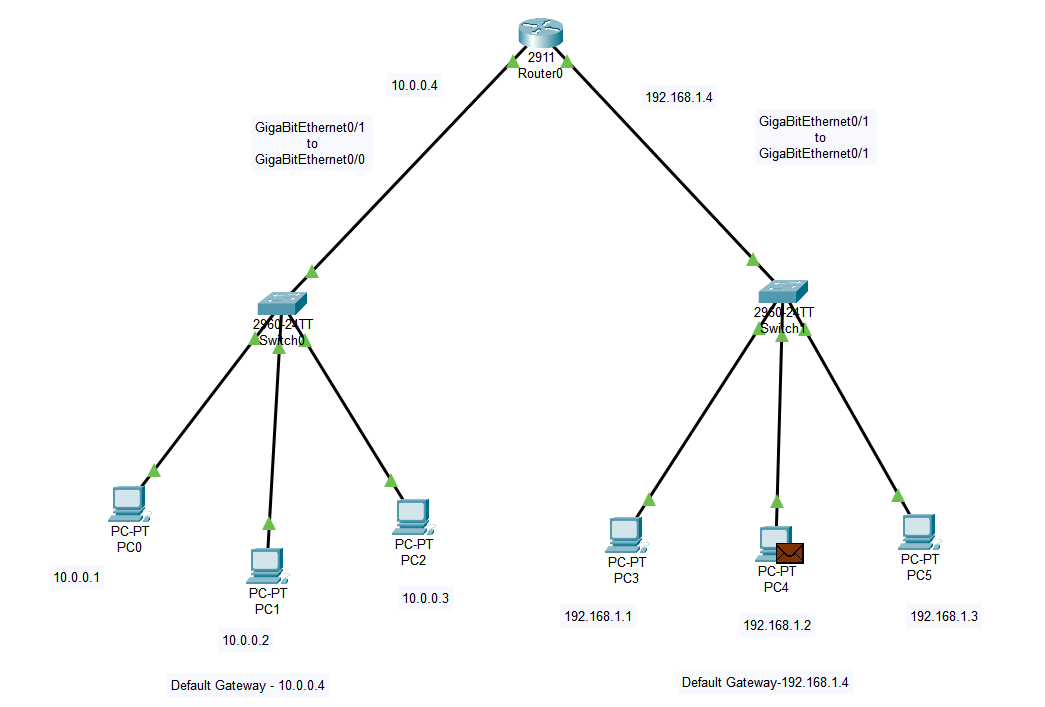 2911
Router0
10.0.0.4
192.168.1.4
GigaBitEthernet0/1
to
GigaBitEthernet0/0
GigaBitEthernet0/1
to
GigaBitEthernet0/1
2960-24TT
Switch0
2960-24TT
Switch1
PC-PT
PC0
PC-PT
PC1
PC-PT
PC2
PC-PT
PC3
PC-PT
PC4
PC-PT
PC5
10.0.0.1
10.0.0.2
10.0.0.3
192.168.1.1
192.168.1.2
192.168.1.3
Default Gateway - 10.0.0.4
Default Gateway-192.168.1.4